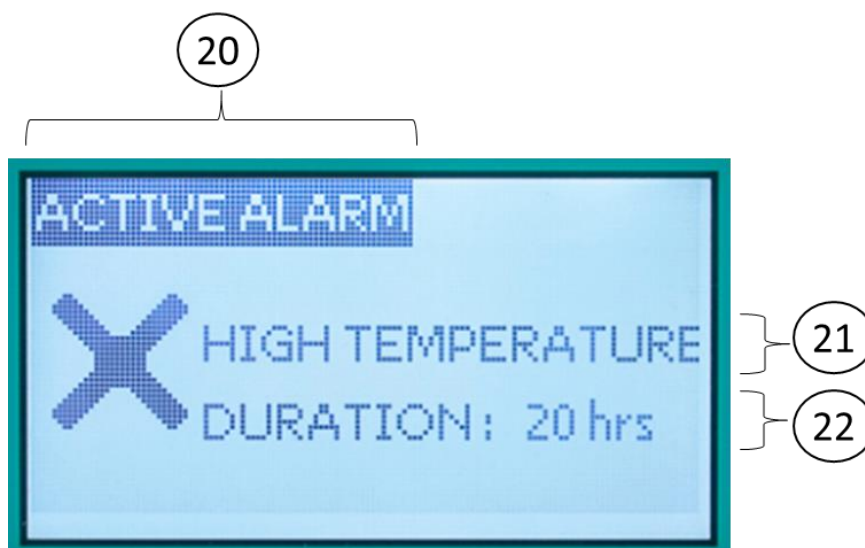 20
ACTIVE ALARM
HIGH TEMPERATURE
21
DURATION: 20 hrs
22